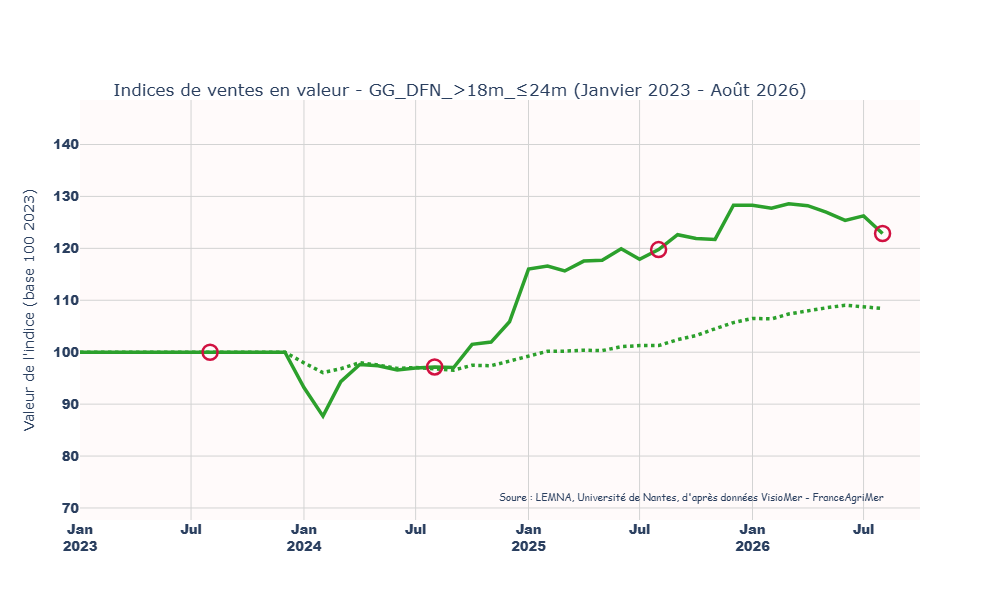 Indices de ventes en valeur - GG_DFN_>18m_≤24m (Janvier 2023 - Août 2026)
Valeur de l'indice (base 100 2023)
140
130
120
110
100
90
80
70
Soure : LEMNA, Université de Nantes, d'après données VisioMer - FranceAgriMer
Jan
2023
Jul
Jan
2024
Jul
Jan
2025
Jul
Jan
2026
Jul